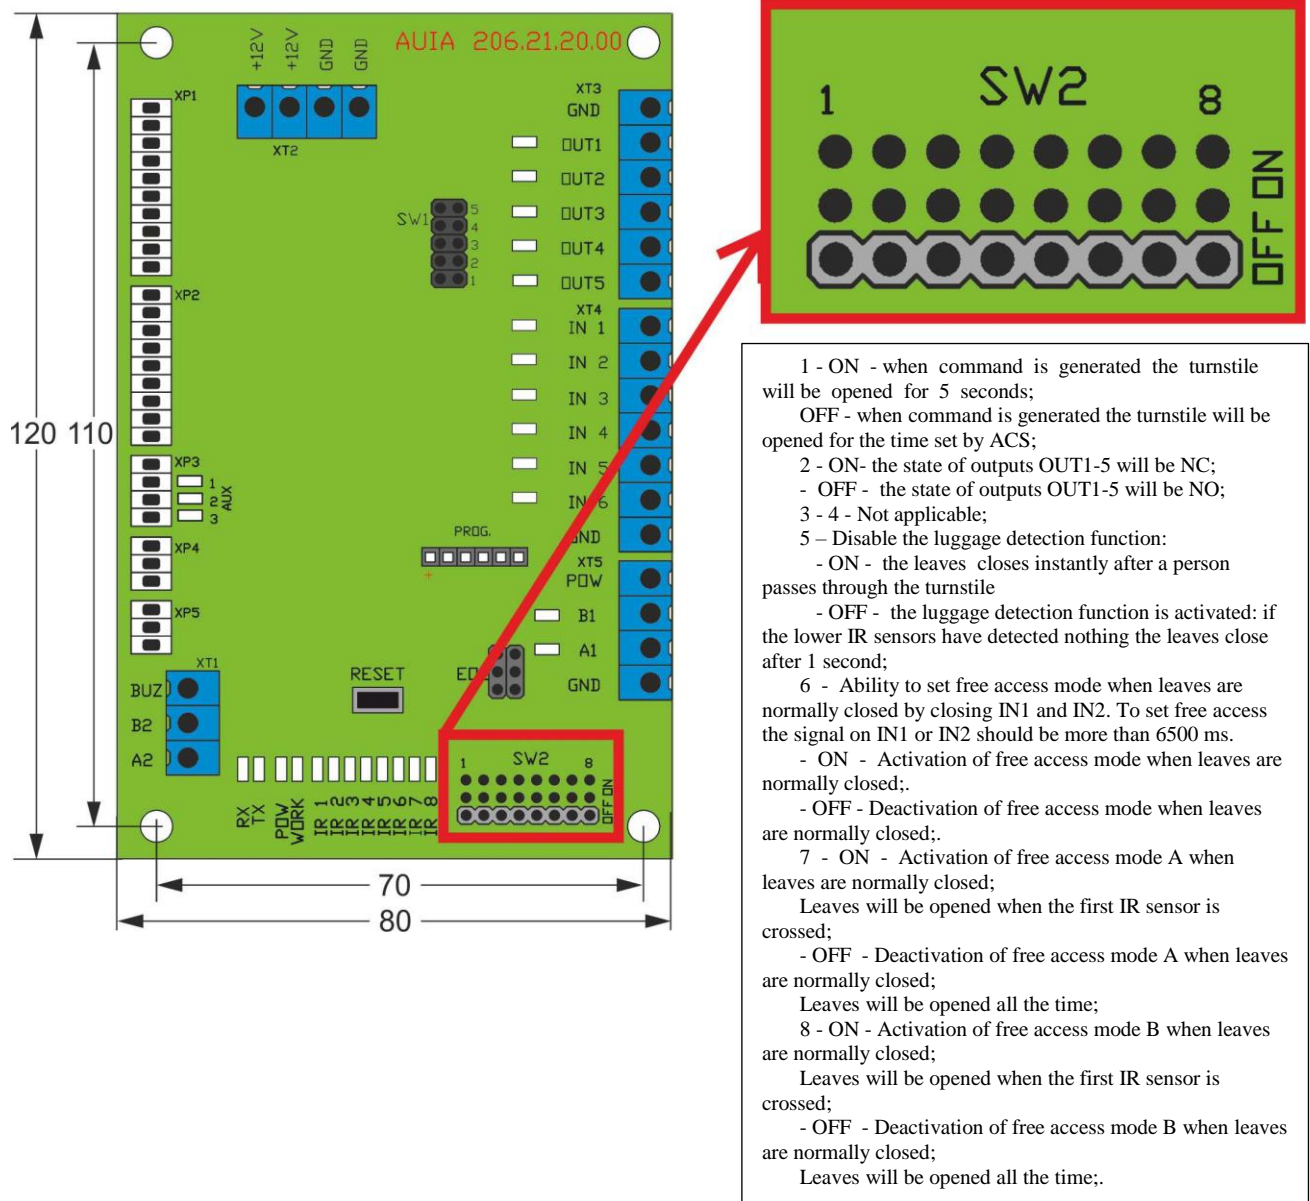 AUIA 206.21.20.00
+12V
+12V
GND
GND
XT2
XP1
XP2
XP3
1
2
3
AUX
XP4
XP5
XT1
BUZ
B2
A2
SW1
5
4
3
2
1
XT3
GND
OUT1
OUT2
OUT3
OUT4
OUT5
XT4
IN 1
IN 2
IN 3
IN 4
IN 5
IN 6
GND
XT5
POW
B1
A1
GND
PROG.
+
RESET
RX
TX
POW
WORK
IR 1
IR 2
IR 3
IR 4
IR 5
IR 6
IR 7
IR 8
1 SW2 8
OFF ON
120
110
70
80
SW2
1 8
OFF ON
1 - ON - when command is generated the turnstile
will be opened for 5 seconds;
OFF - when command is generated the turnstile will be
opened for the time set by ACS;
2 - ON- the state of outputs OUT1-5 will be NC;
- OFF - the state of outputs OUT1-5 will be NO;
3 - 4 - Not applicable;
5 – Disable the luggage detection function:
- ON - the leaves closes instantly after a person
passes through the turnstile
- OFF - the luggage detection function is activated: if
the lower IR sensors have detected nothing the leaves close
after 1 second;
6 - Ability to set free access mode when leaves are
normally closed by closing IN1 and IN2. To set free access
the signal on IN1 or IN2 should be more than 6500 ms.
- ON - Activation of free access mode when leaves are
normally closed;.
- OFF - Deactivation of free access mode when leaves
are normally closed;.
7 - ON - Activation of free access mode A when
leaves are normally closed;
Leaves will be opened when the first IR sensor is
crossed;
- OFF - Deactivation of free access mode A when leaves
are normally closed;
Leaves will be opened all the time;
8 - ON - Activation of free access mode B when leaves
are normally closed;
Leaves will be opened when the first IR sensor is
crossed;
- OFF - Deactivation of free access mode B when leaves
are normally closed;
Leaves will be opened all the time;.